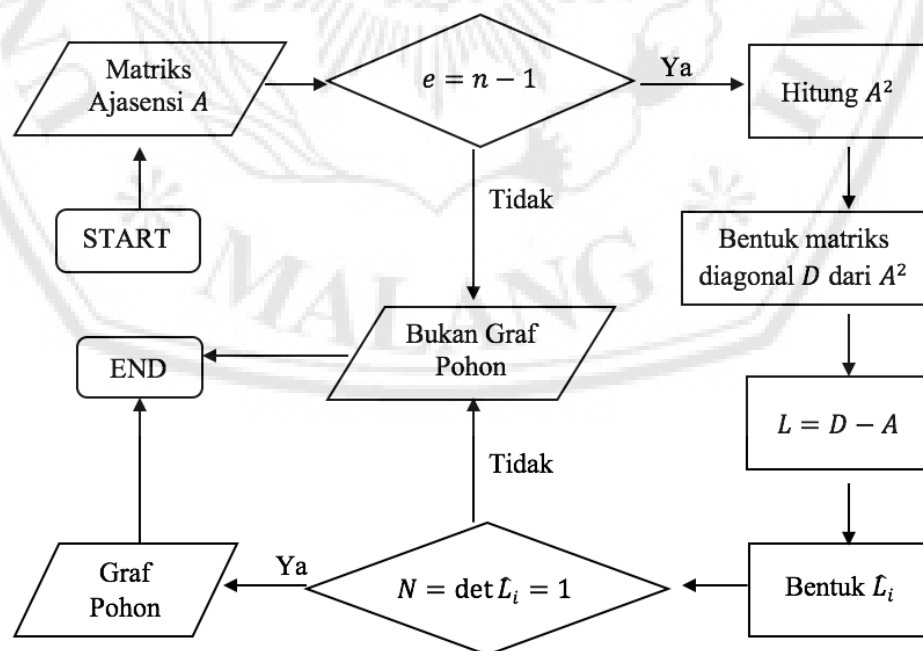 Matriks
Ajasensi A
e = n − 1
Ya
Hitung A²
Tidak
START
Bentuk matriks
diagonal D dari A²
MALANG
Bukan Graf
Pohon
END
L = D − A
Tidak
Graf
Pohon
Ya
N = det L̂ᵢ = 1
Bentuk L̂ᵢ